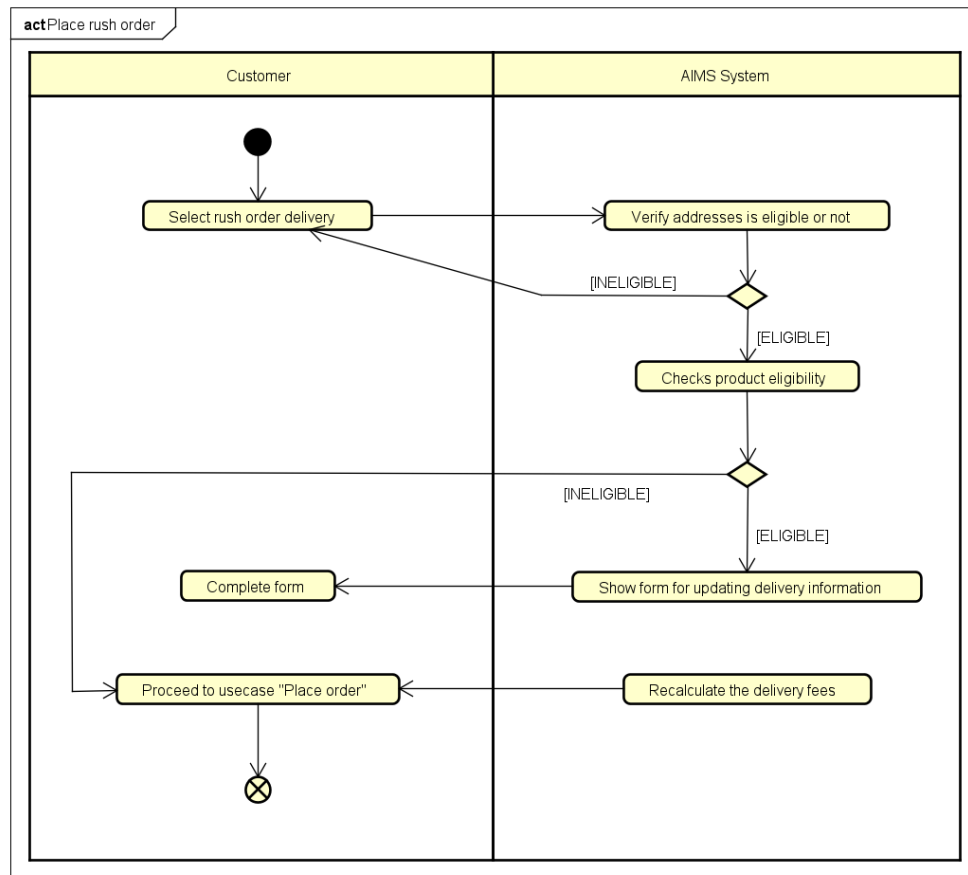 act Place rush order
Customer
AIMS System
Select rush order delivery
Verify addresses is eligible or not
[INELIGIBLE]
[ELIGIBLE]
Checks product eligibility
[INELIGIBLE]
[ELIGIBLE]
Complete form
Show form for updating delivery information
Proceed to usecase "Place order"
Recalculate the delivery fees